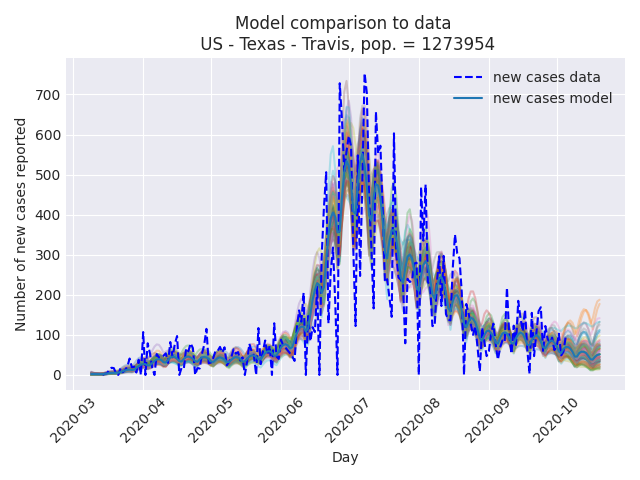 Model comparison to data
US - Texas - Travis, pop. = 1273954
new cases data
new cases model
Number of new cases reported
700
600
500
400
300
200
100
0
2020-03
2020-04
2020-05
2020-06
2020-07
2020-08
2020-09
2020-10
Day